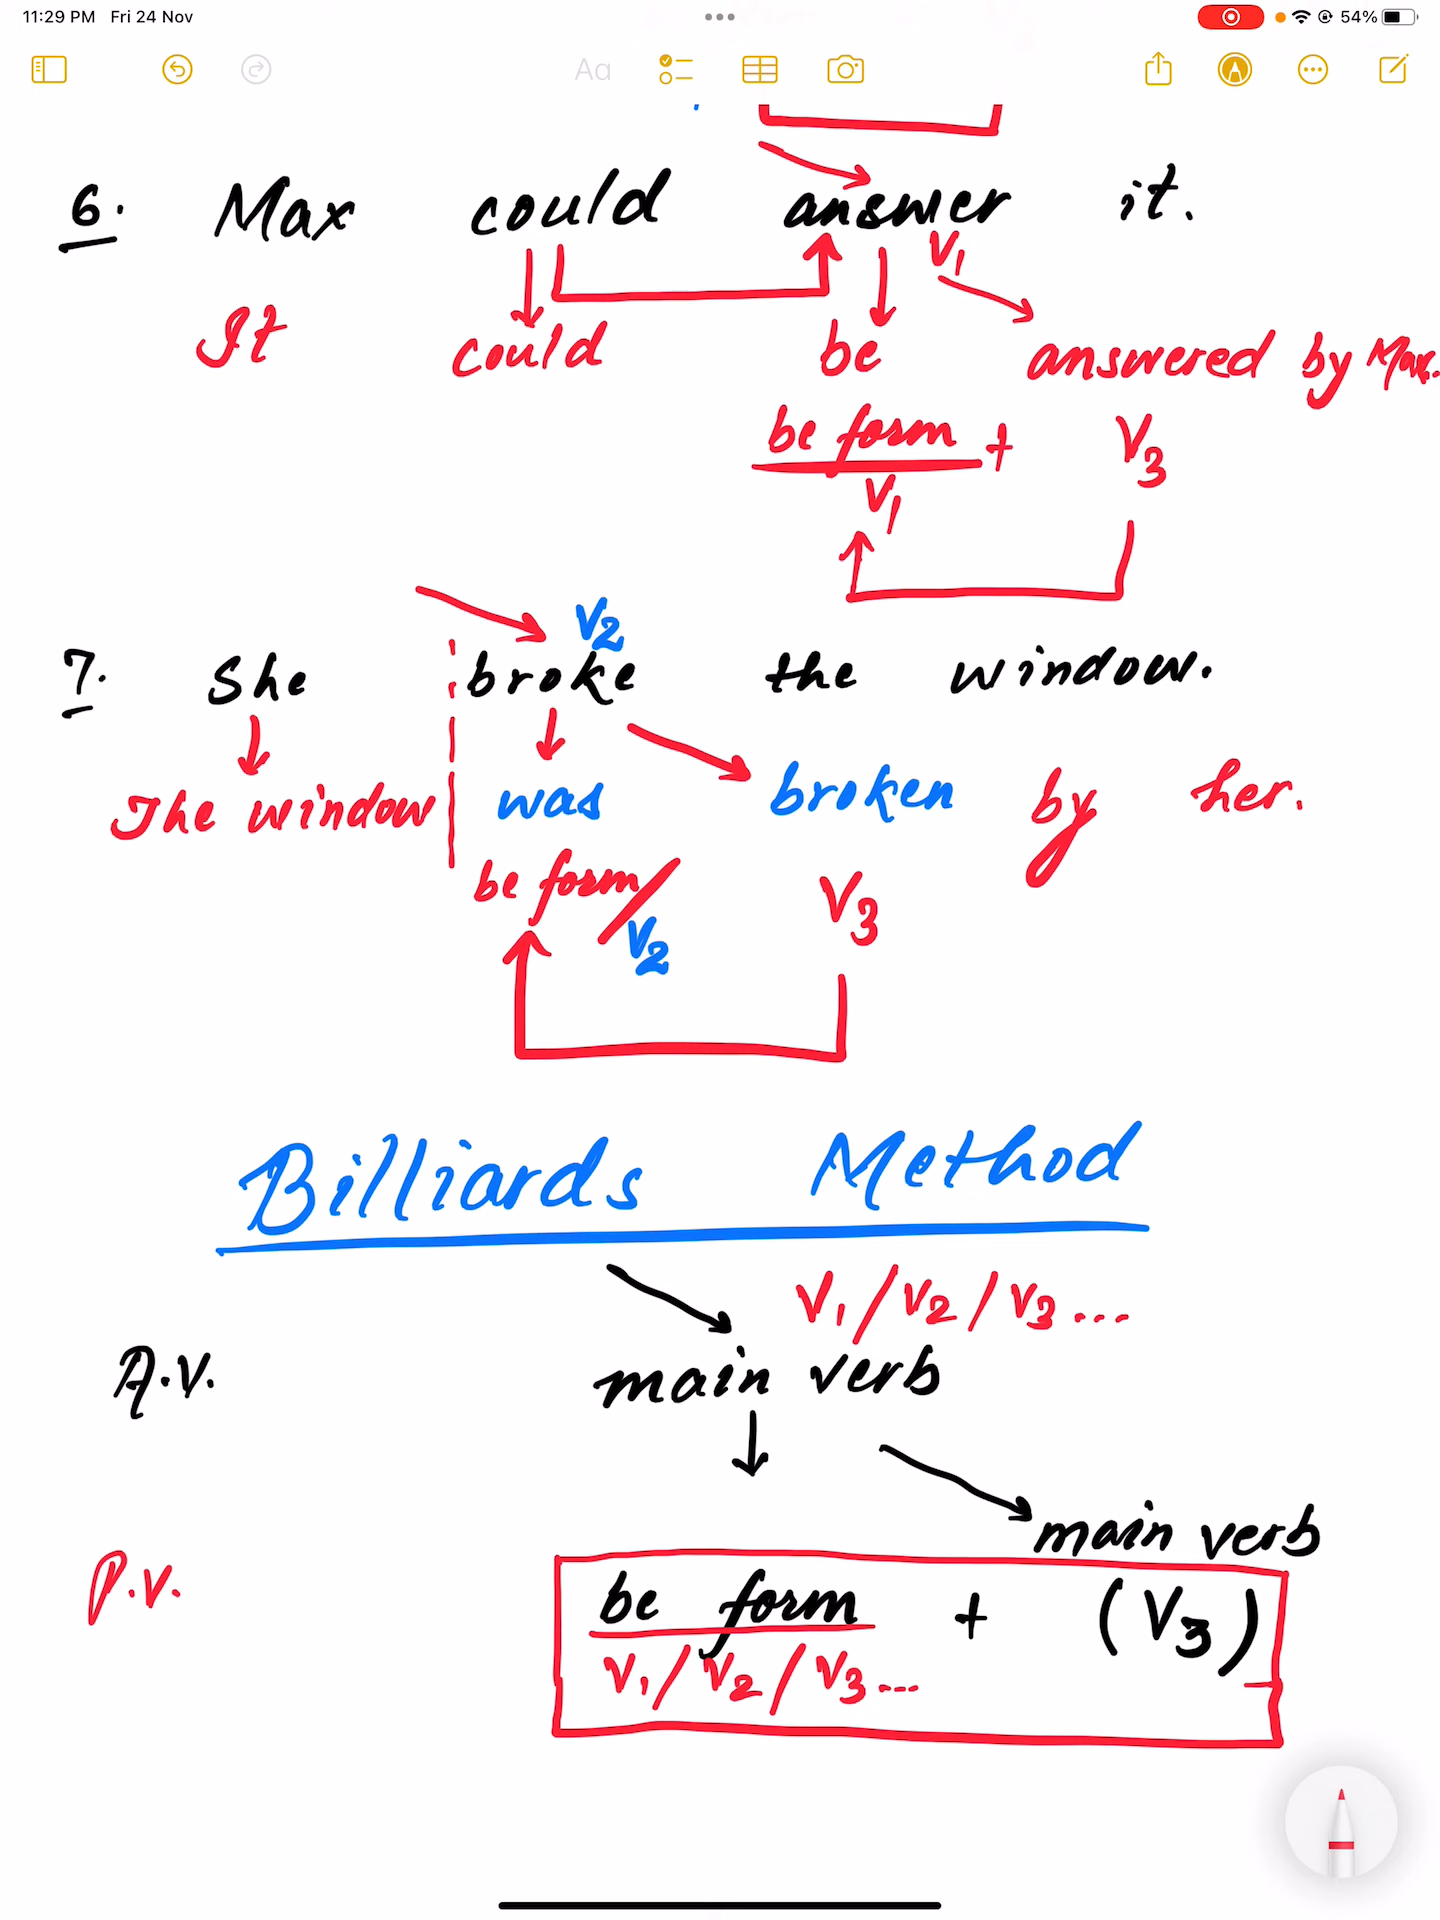 11:29 PM Fri 24 Nov 54%
Aa
6. Max could answer it.
V1
It could be answered by Max.
be form + V3
V1
V2
7. She broke the window.
The window was broken by her.
be form / V2 V3
Billiards Method
V1 / V2 / V3 ...
A.V. main verb
main verb
P.V. be form + (V3)
V1 / V2 / V3 ...